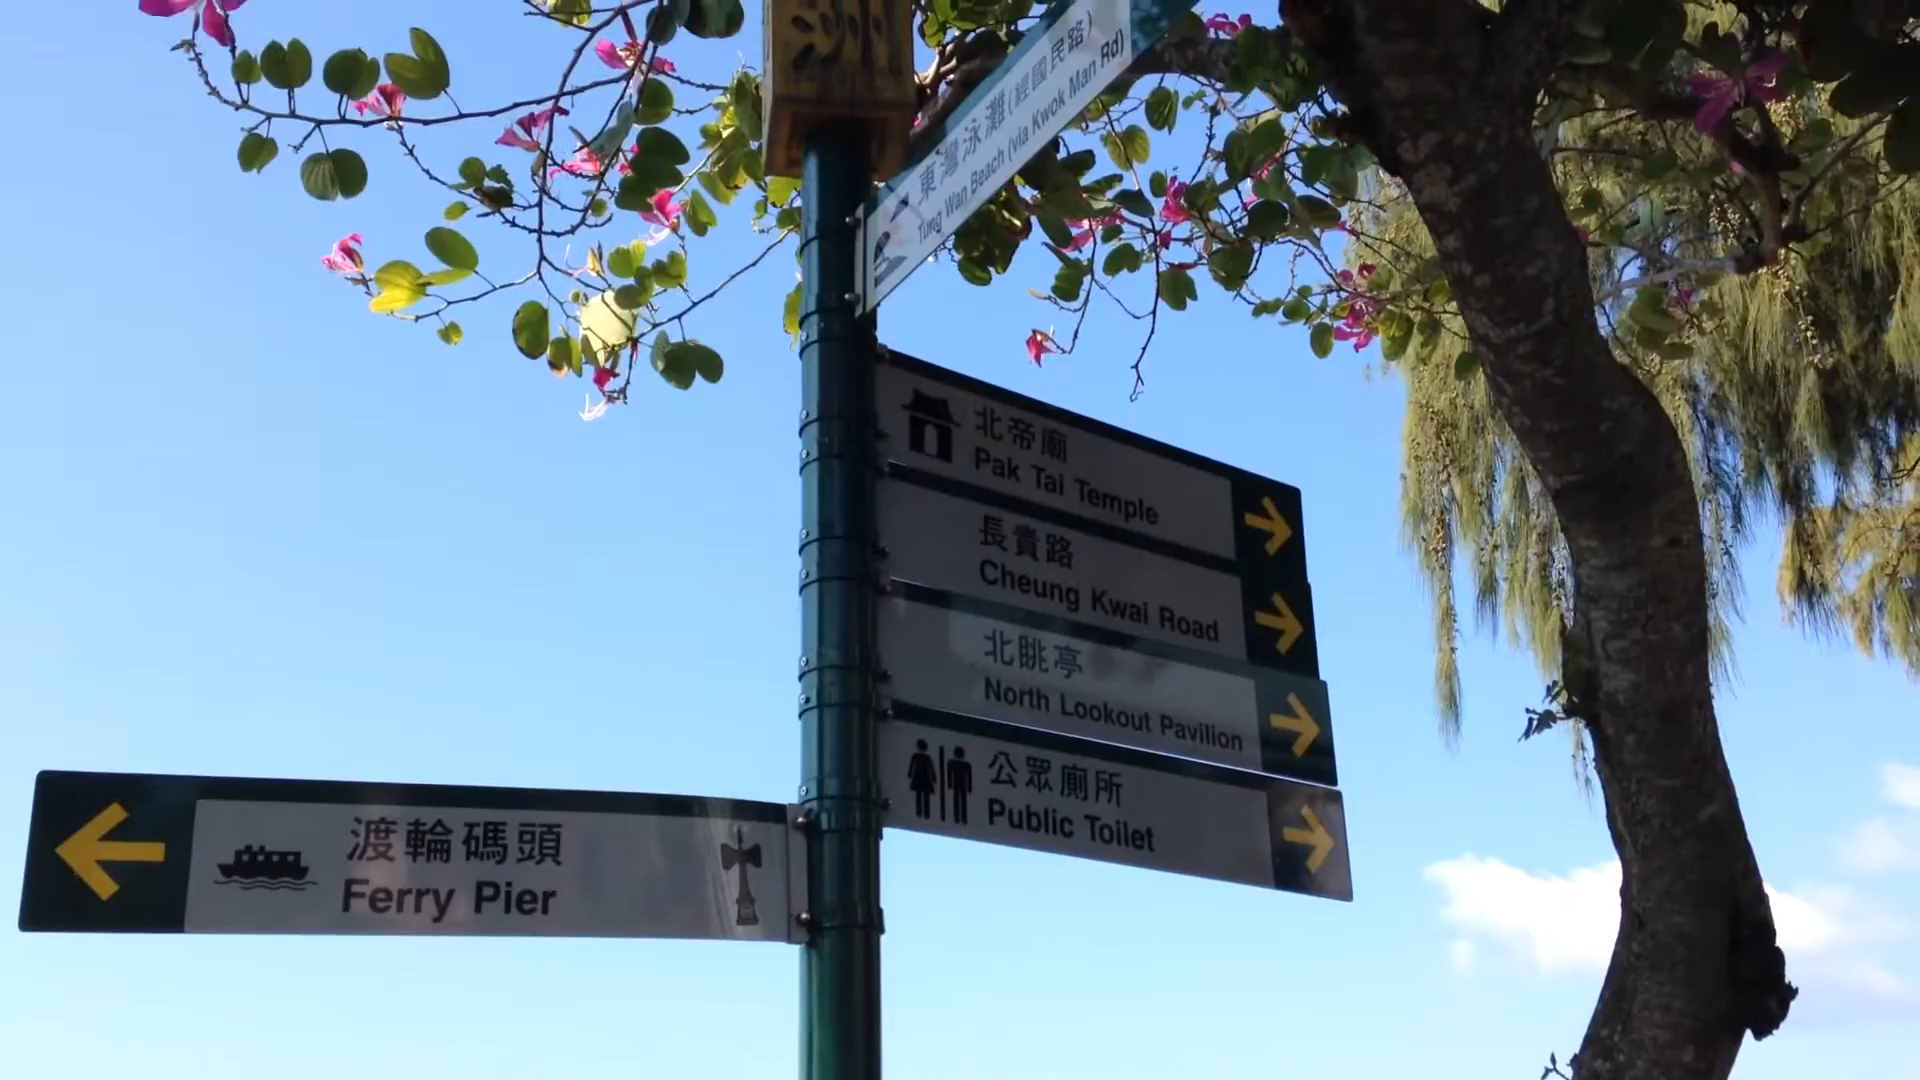 洲
東灣泳灘(經國民路)
Tung Wan Beach (via Kwok Man Rd)
北帝廟
Pak Tai Temple
長貴路
Cheung Kwai Road
北眺亭
North Lookout Pavilion
公眾廁所
Public Toilet
渡輪碼頭
Ferry Pier